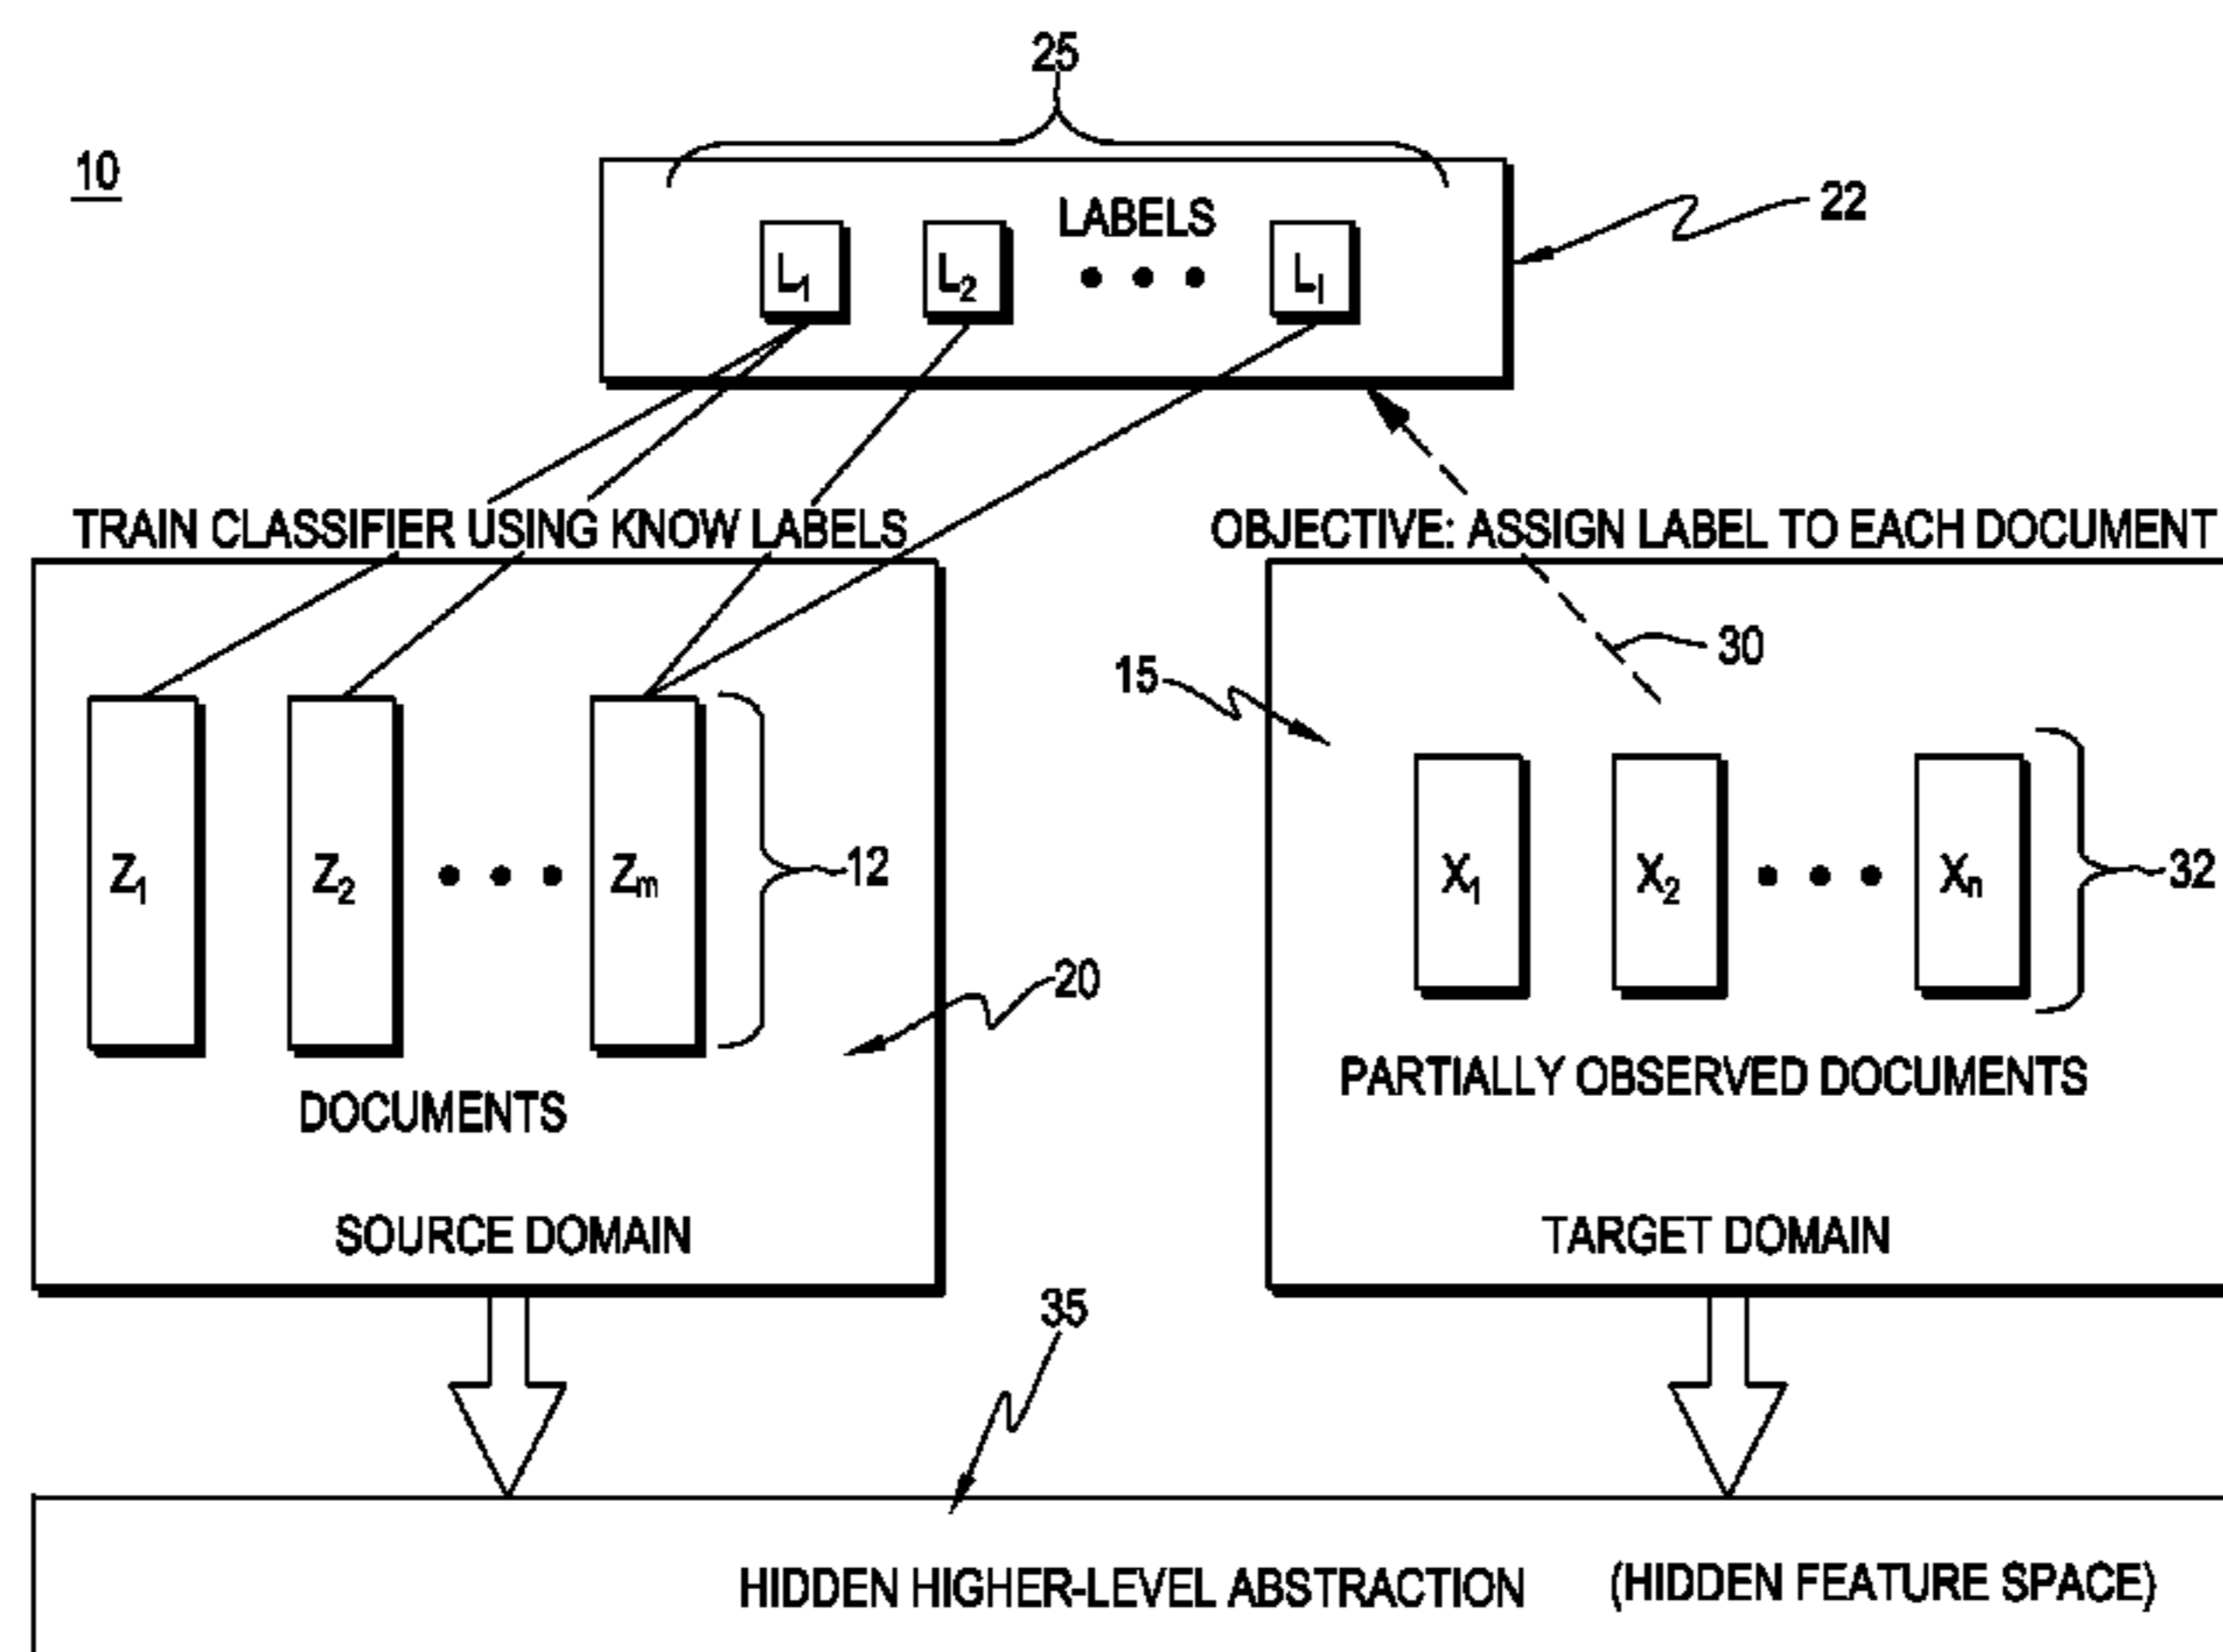 25
10
22
LABELS
L₁ L₂ • • • Lₗ
TRAIN CLASSIFIER USING KNOW LABELS
OBJECTIVE: ASSIGN LABEL TO EACH DOCUMENT
30
15
Z₁ Z₂ • • • Zₘ 12
X₁ X₂ • • • Xₙ 32
20
PARTIALLY OBSERVED DOCUMENTS
DOCUMENTS
SOURCE DOMAIN
TARGET DOMAIN
35
HIDDEN HIGHER-LEVEL ABSTRACTION (HIDDEN FEATURE SPACE)